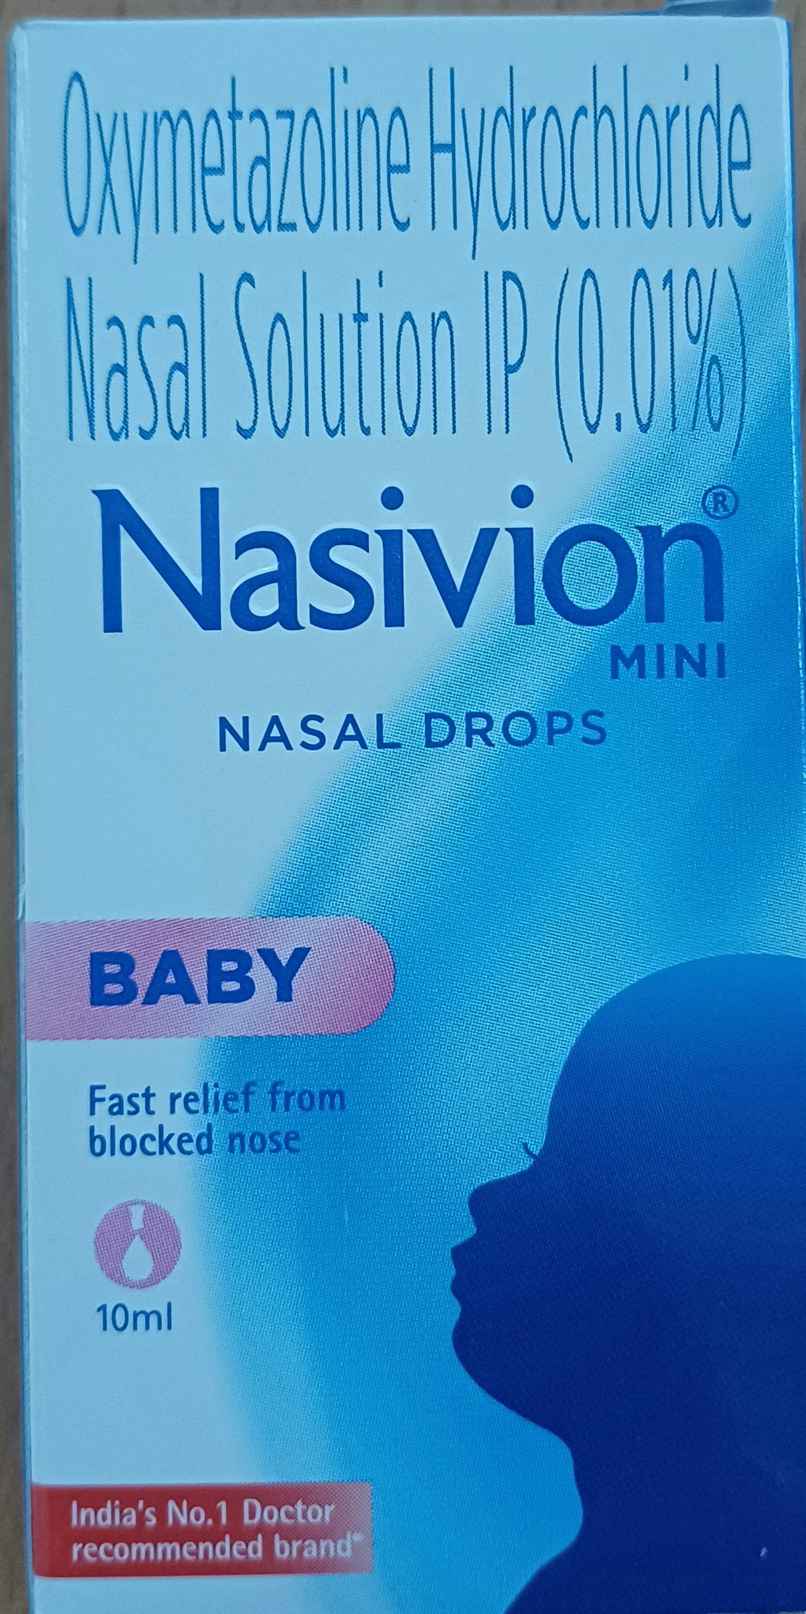 Oxymetazoline Hydrochloride
Nasal Solution IP (0.01%)
Nasivion®
MINI
NASAL DROPS
BABY
Fast relief from
blocked nose
10ml
India's No.1 Doctor
recommended brand*